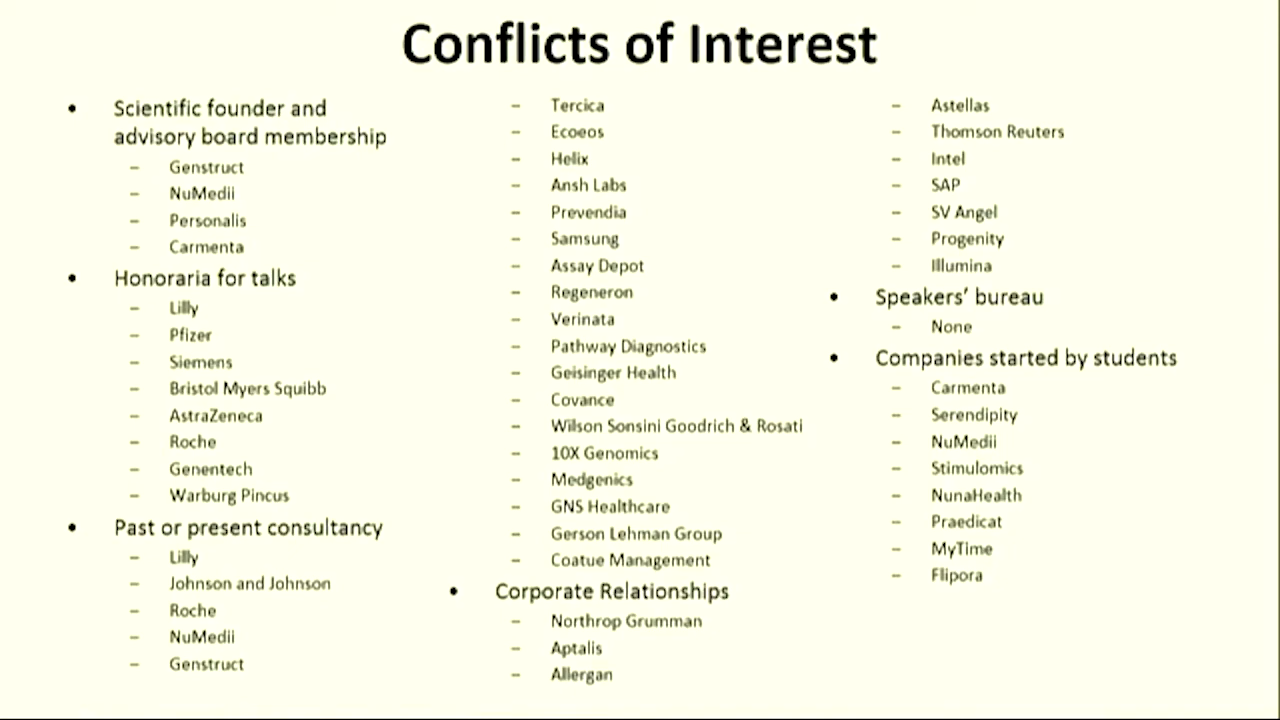 Conflicts of Interest
• Scientific founder and
advisory board membership
– Genstruct
– NuMedii
– Personalis
– Carmenta
• Honoraria for talks
– Lilly
– Pfizer
– Siemens
– Bristol Myers Squibb
– AstraZeneca
– Roche
– Genentech
– Warburg Pincus
• Past or present consultancy
– Lilly
– Johnson and Johnson
– Roche
– NuMedii
– Genstruct
– Tercica
– Ecoeos
– Helix
– Ansh Labs
– Prevendia
– Samsung
– Assay Depot
– Regeneron
– Verinata
– Pathway Diagnostics
– Geisinger Health
– Covance
– Wilson Sonsini Goodrich & Rosati
– 10X Genomics
– Medgenics
– GNS Healthcare
– Gerson Lehman Group
– Coatue Management
• Corporate Relationships
– Northrop Grumman
– Aptalis
– Allergan
– Astellas
– Thomson Reuters
– Intel
– SAP
– SV Angel
– Progenity
– Illumina
• Speakers’ bureau
– None
• Companies started by students
– Carmenta
– Serendipity
– NuMedii
– Stimulomics
– NunaHealth
– Praedicat
– MyTime
– Flipora